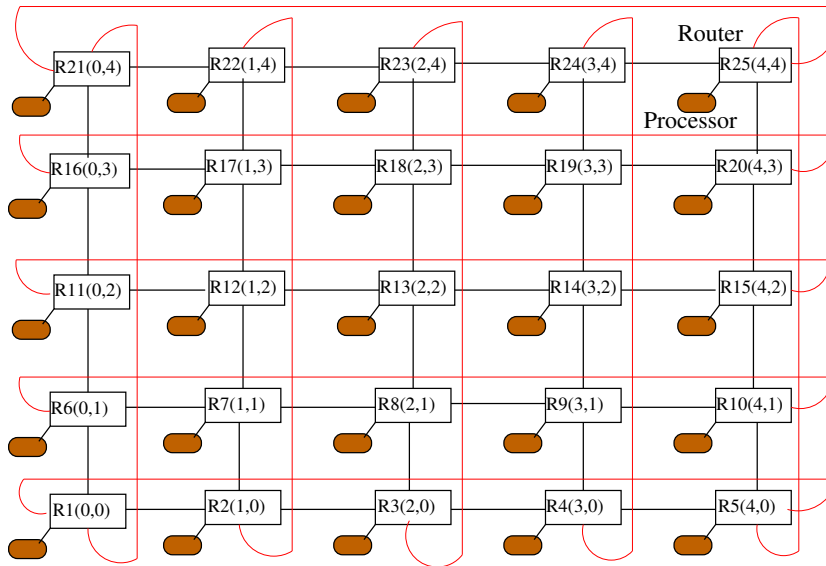 Router
R21(0,4) R22(1,4) R23(2,4) R24(3,4) R25(4,4)
Processor
R16(0,3) R17(1,3) R18(2,3) R19(3,3) R20(4,3)
R11(0,2) R12(1,2) R13(2,2) R14(3,2) R15(4,2)
R6(0,1) R7(1,1) R8(2,1) R9(3,1) R10(4,1)
R1(0,0) R2(1,0) R3(2,0) R4(3,0) R5(4,0)